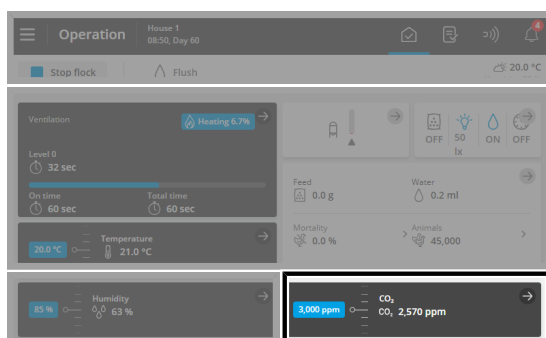 Operation
House 1
08:50, Day 60
4
Stop flock
Flush
20.0 °C
Ventilation
Heating 6.7%
Level 0
32 sec
On time
Total time
60 sec
60 sec
OFF
50
lx
ON
OFF
Feed
0.0 g
Water
0.2 ml
Mortality
0.0 %
Animals
45,000
20.0 °C
Temperature
21.0 °C
85 %
Humidity
63 %
3,000 ppm
CO₂
CO₂ 2,570 ppm